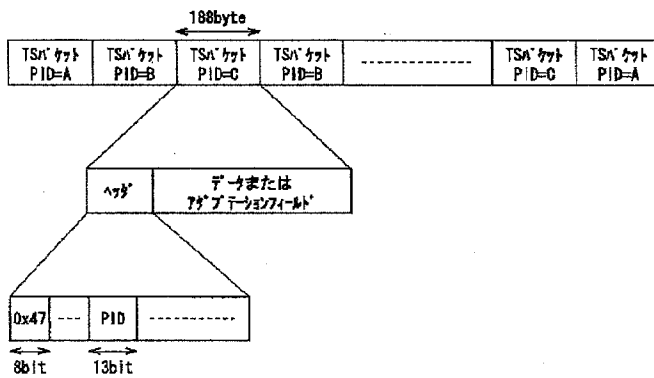 188byte
TSパケット PID=A
TSパケット PID=B
TSパケット PID=C
TSパケット PID=B
TSパケット PID=C
TSパケット PID=A
ヘッダ
データまたは
アダプテーションフィールド
0x47
PID
8bit
13bit